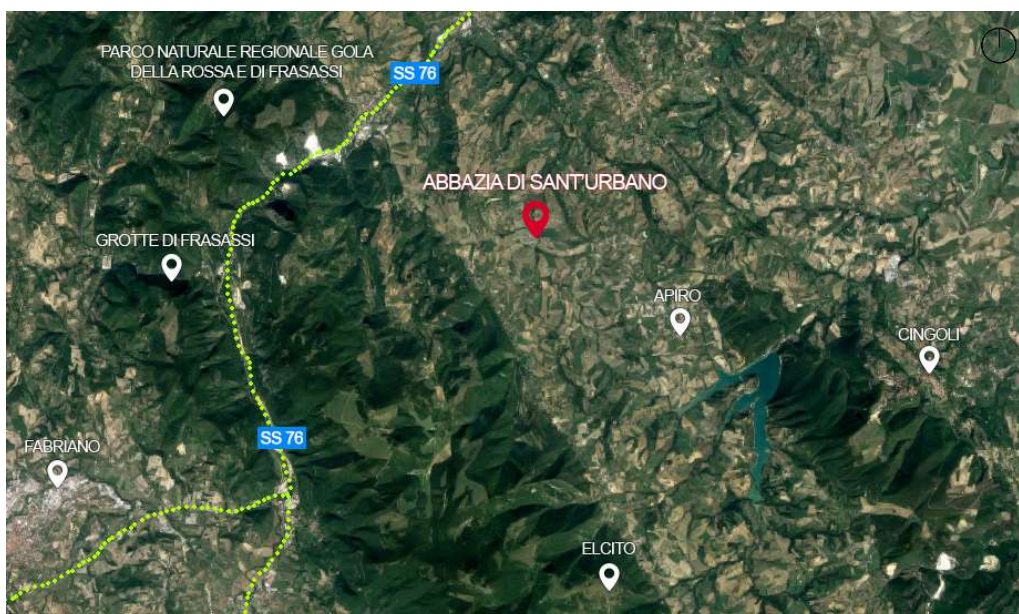 PARCO NATURALE REGIONALE GOLA
DELLA ROSSA E DI FRASASSI
SS 76
ABBAZIA DI SANT'URBANO
GROTTE DI FRASASSI
APIRO
CINGOLI
SS 76
FABRIANO
ELCITO